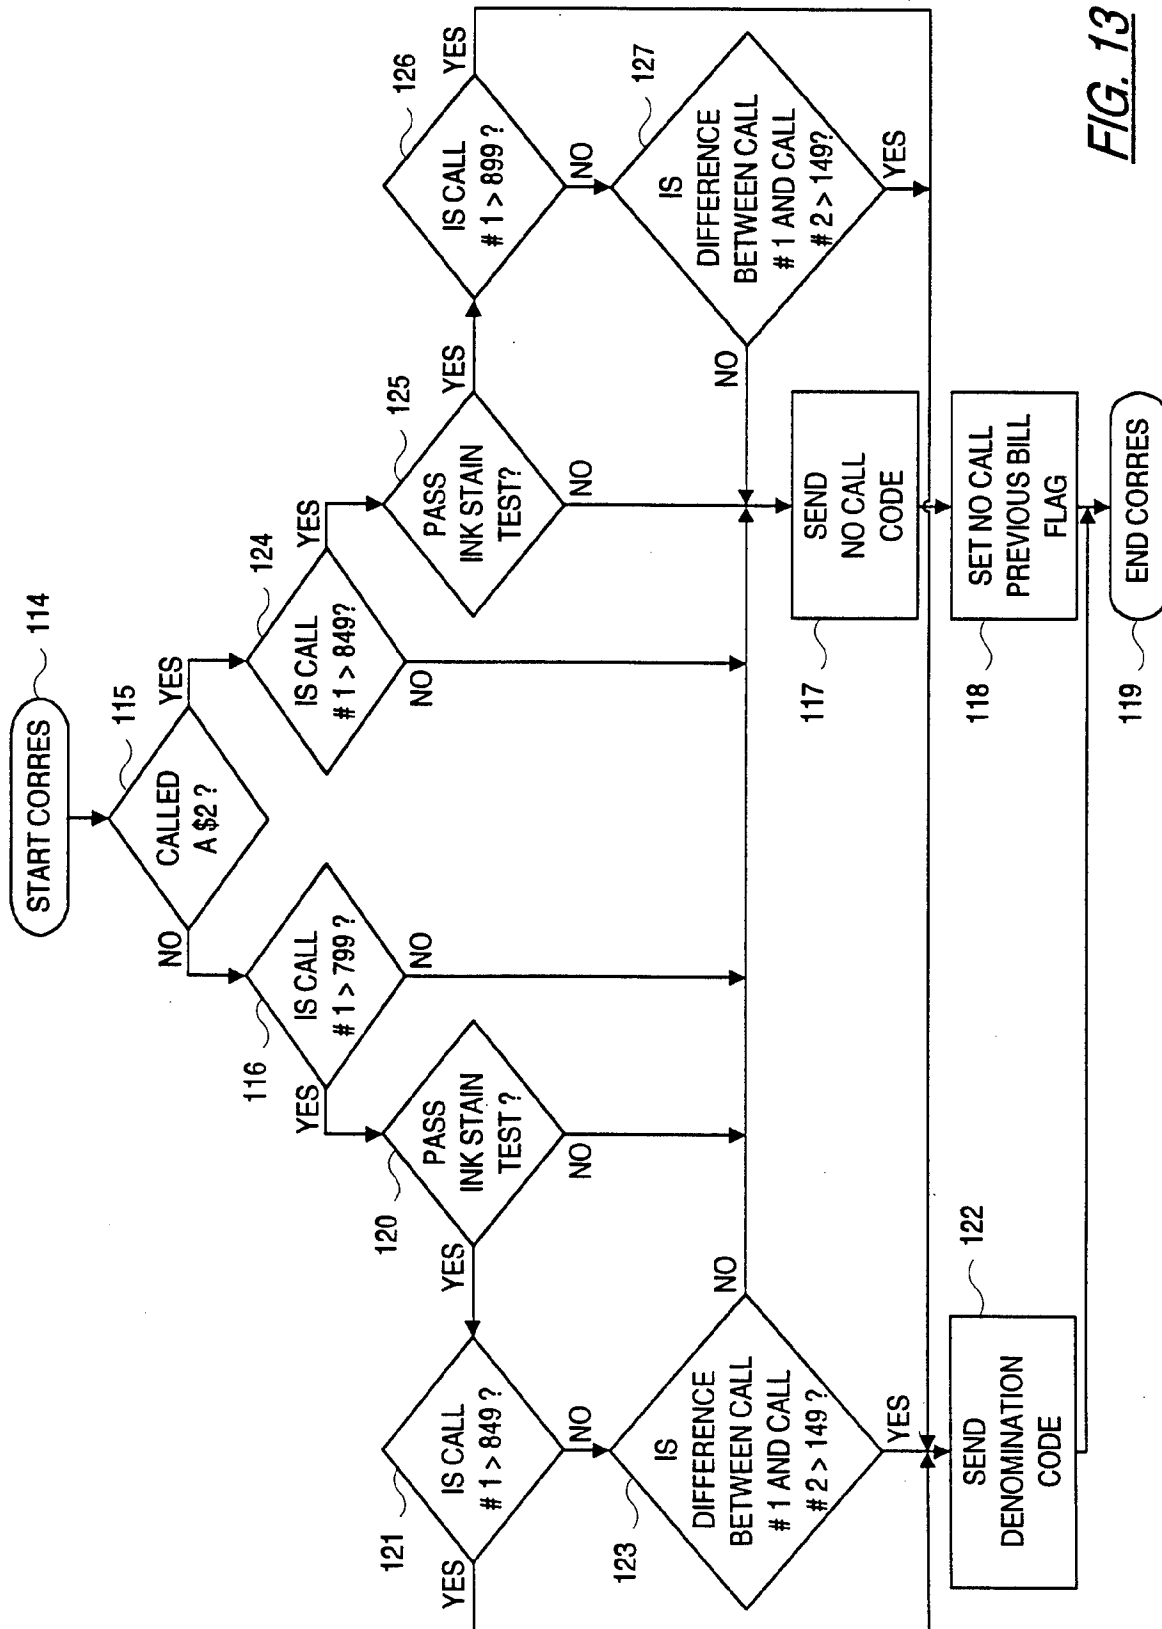 START CORRES
114
CALLED
A $2 ?
115
NO
YES
IS CALL
# 1 > 799 ?
116
YES
NO
IS CALL
# 1 > 849?
124
YES
NO
PASS
INK STAIN
TEST ?
120
YES
NO
PASS
INK STAIN
TEST?
125
YES
NO
IS CALL
# 1 > 849 ?
121
YES
NO
IS CALL
# 1 > 899 ?
126
YES
NO
IS
DIFFERENCE
BETWEEN CALL
# 1 AND CALL
# 2 > 149 ?
123
NO
YES
IS
DIFFERENCE
BETWEEN CALL
# 1 AND CALL
# 2 > 149?
127
NO
YES
SEND
NO CALL
CODE
117
SEND
DENOMINATION
CODE
122
SET NO CALL
PREVIOUS BILL
FLAG
118
END CORRES
119
FIG. 13